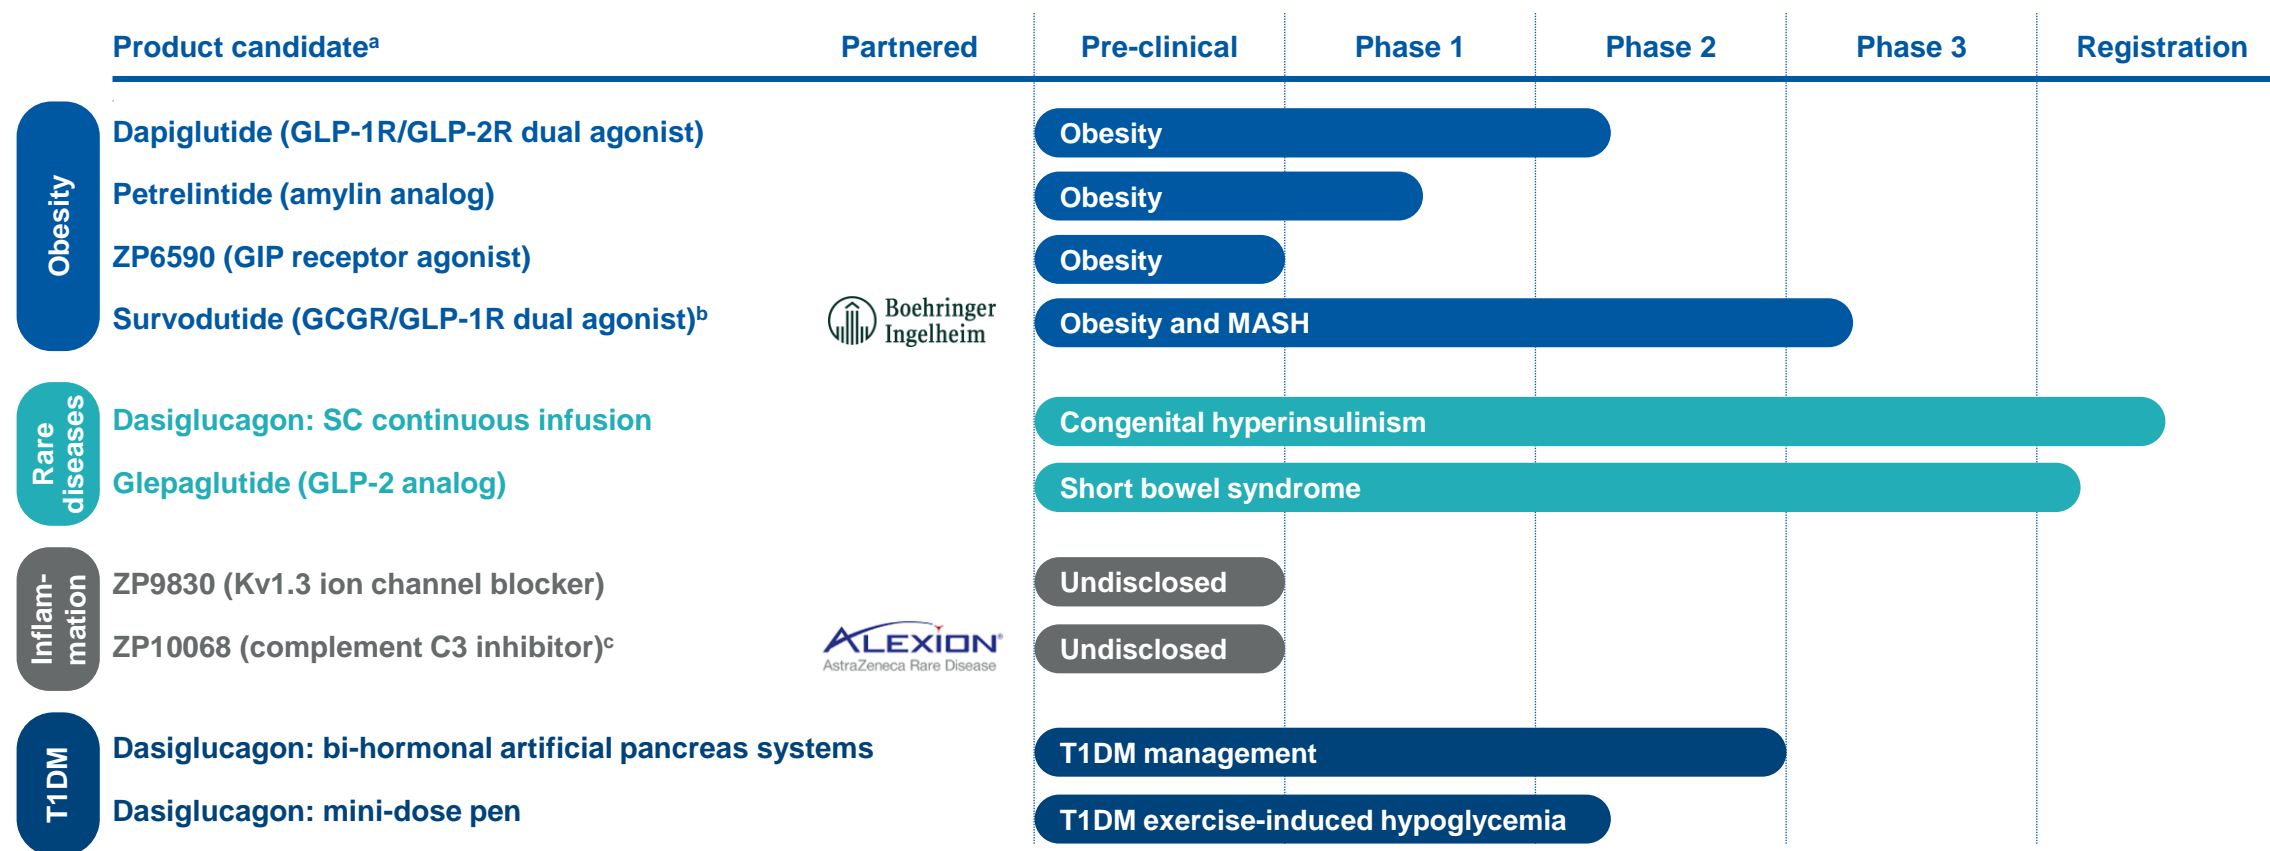 Product candidateᵃ Partnered Pre-clinical Phase 1 Phase 2 Phase 3 Registration
Obesity
Dapiglutide (GLP-1R/GLP-2R dual agonist) Obesity
Petrelintide (amylin analog) Obesity
ZP6590 (GIP receptor agonist) Obesity
Survodutide (GCGR/GLP-1R dual agonist)ᵇ Boehringer Ingelheim Obesity and MASH
Rare
diseases
Dasiglucagon: SC continuous infusion Congenital hyperinsulinism
Glepaglutide (GLP-2 analog) Short bowel syndrome
Inflam-
mation
ZP9830 (Kv1.3 ion channel blocker) Undisclosed
ZP10068 (complement C3 inhibitor)ᶜ ALEXION® Undisclosed
AstraZeneca Rare Disease
T1DM
Dasiglucagon: bi-hormonal artificial pancreas systems T1DM management
Dasiglucagon: mini-dose pen T1DM exercise-induced hypoglycemia